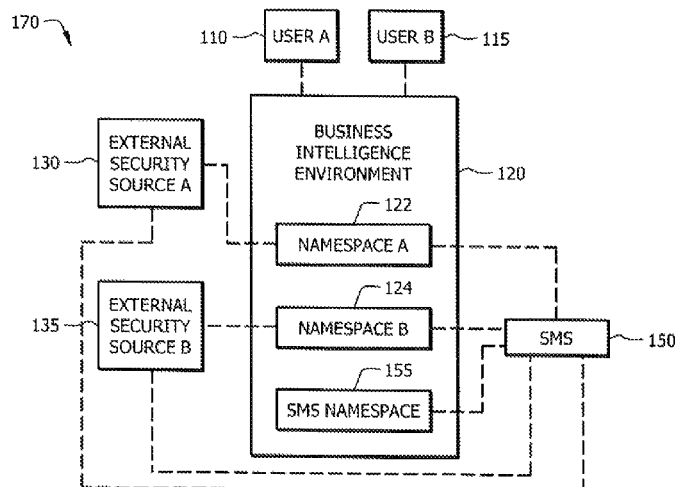 170
110
USER A
USER B
115
BUSINESS
INTELLIGENCE
ENVIRONMENT
120
EXTERNAL
SECURITY
SOURCE A
130
122
NAMESPACE A
EXTERNAL
SECURITY
SOURCE B
135
124
NAMESPACE B
SMS
150
155
SMS NAMESPACE